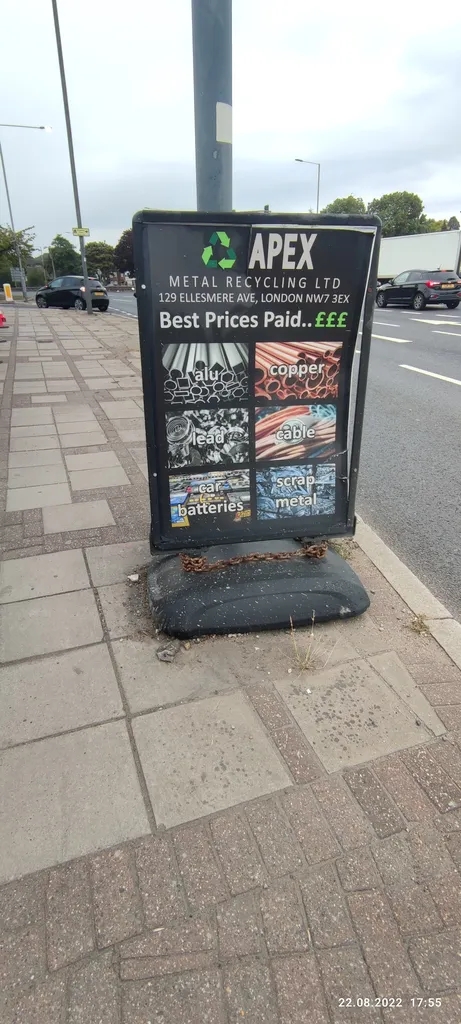 APEX
METAL RECYCLING LTD
129 ELLESMERE AVE, LONDON NW7 3EX
Best Prices Paid..£££
alu
copper
lead
cable
car
batteries
scrap
metal
22.08.2022 17:55